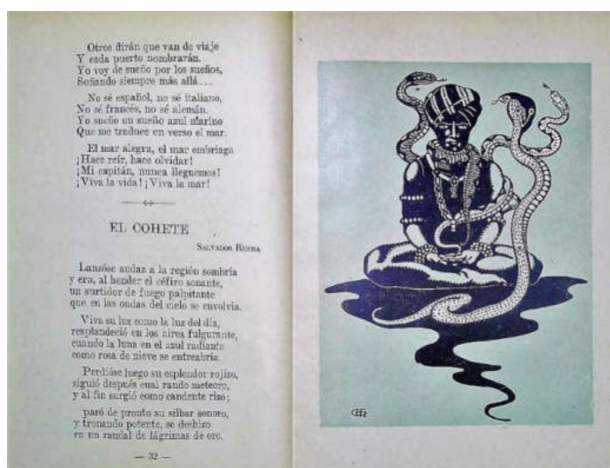 Otros dirán que van de viaje
Y cada puerto nombrarán.
Yo voy de sueño por los sueños,
Soñando siempre más allá...
No sé español, no sé italiano,
No sé francés, no sé alemán.
Yo sueño un sueño azul marino
Que me traduce en verso el mar.
El mar alegra, el mar embriaga
¡Hace reír, hace olvidar!
¡Mi capitán, nunca lleguemos!
¡Viva la vida! ¡Viva la mar!
EL COHETE
SALVADOR RUEDA
Lanzóse audaz a la región sombría
y era, al hender el céfiro sonante,
un surtidor de fuego palpitante
que en las ondas del cielo se envolvía.
Viva su luz como la luz del día,
resplandeció en los aires fulgurante,
cuando la luna en el azul radiante
como rosa de nieve se entreabría.
Perdióse luego su esplendor rojizo,
siguió después cual raudo meteoro,
y al fin surgió como candente rizo;
paró de pronto su silbar sonoro,
y tronando potente, se deshizo
en un raudal de lágrimas de oro.
— 32 —